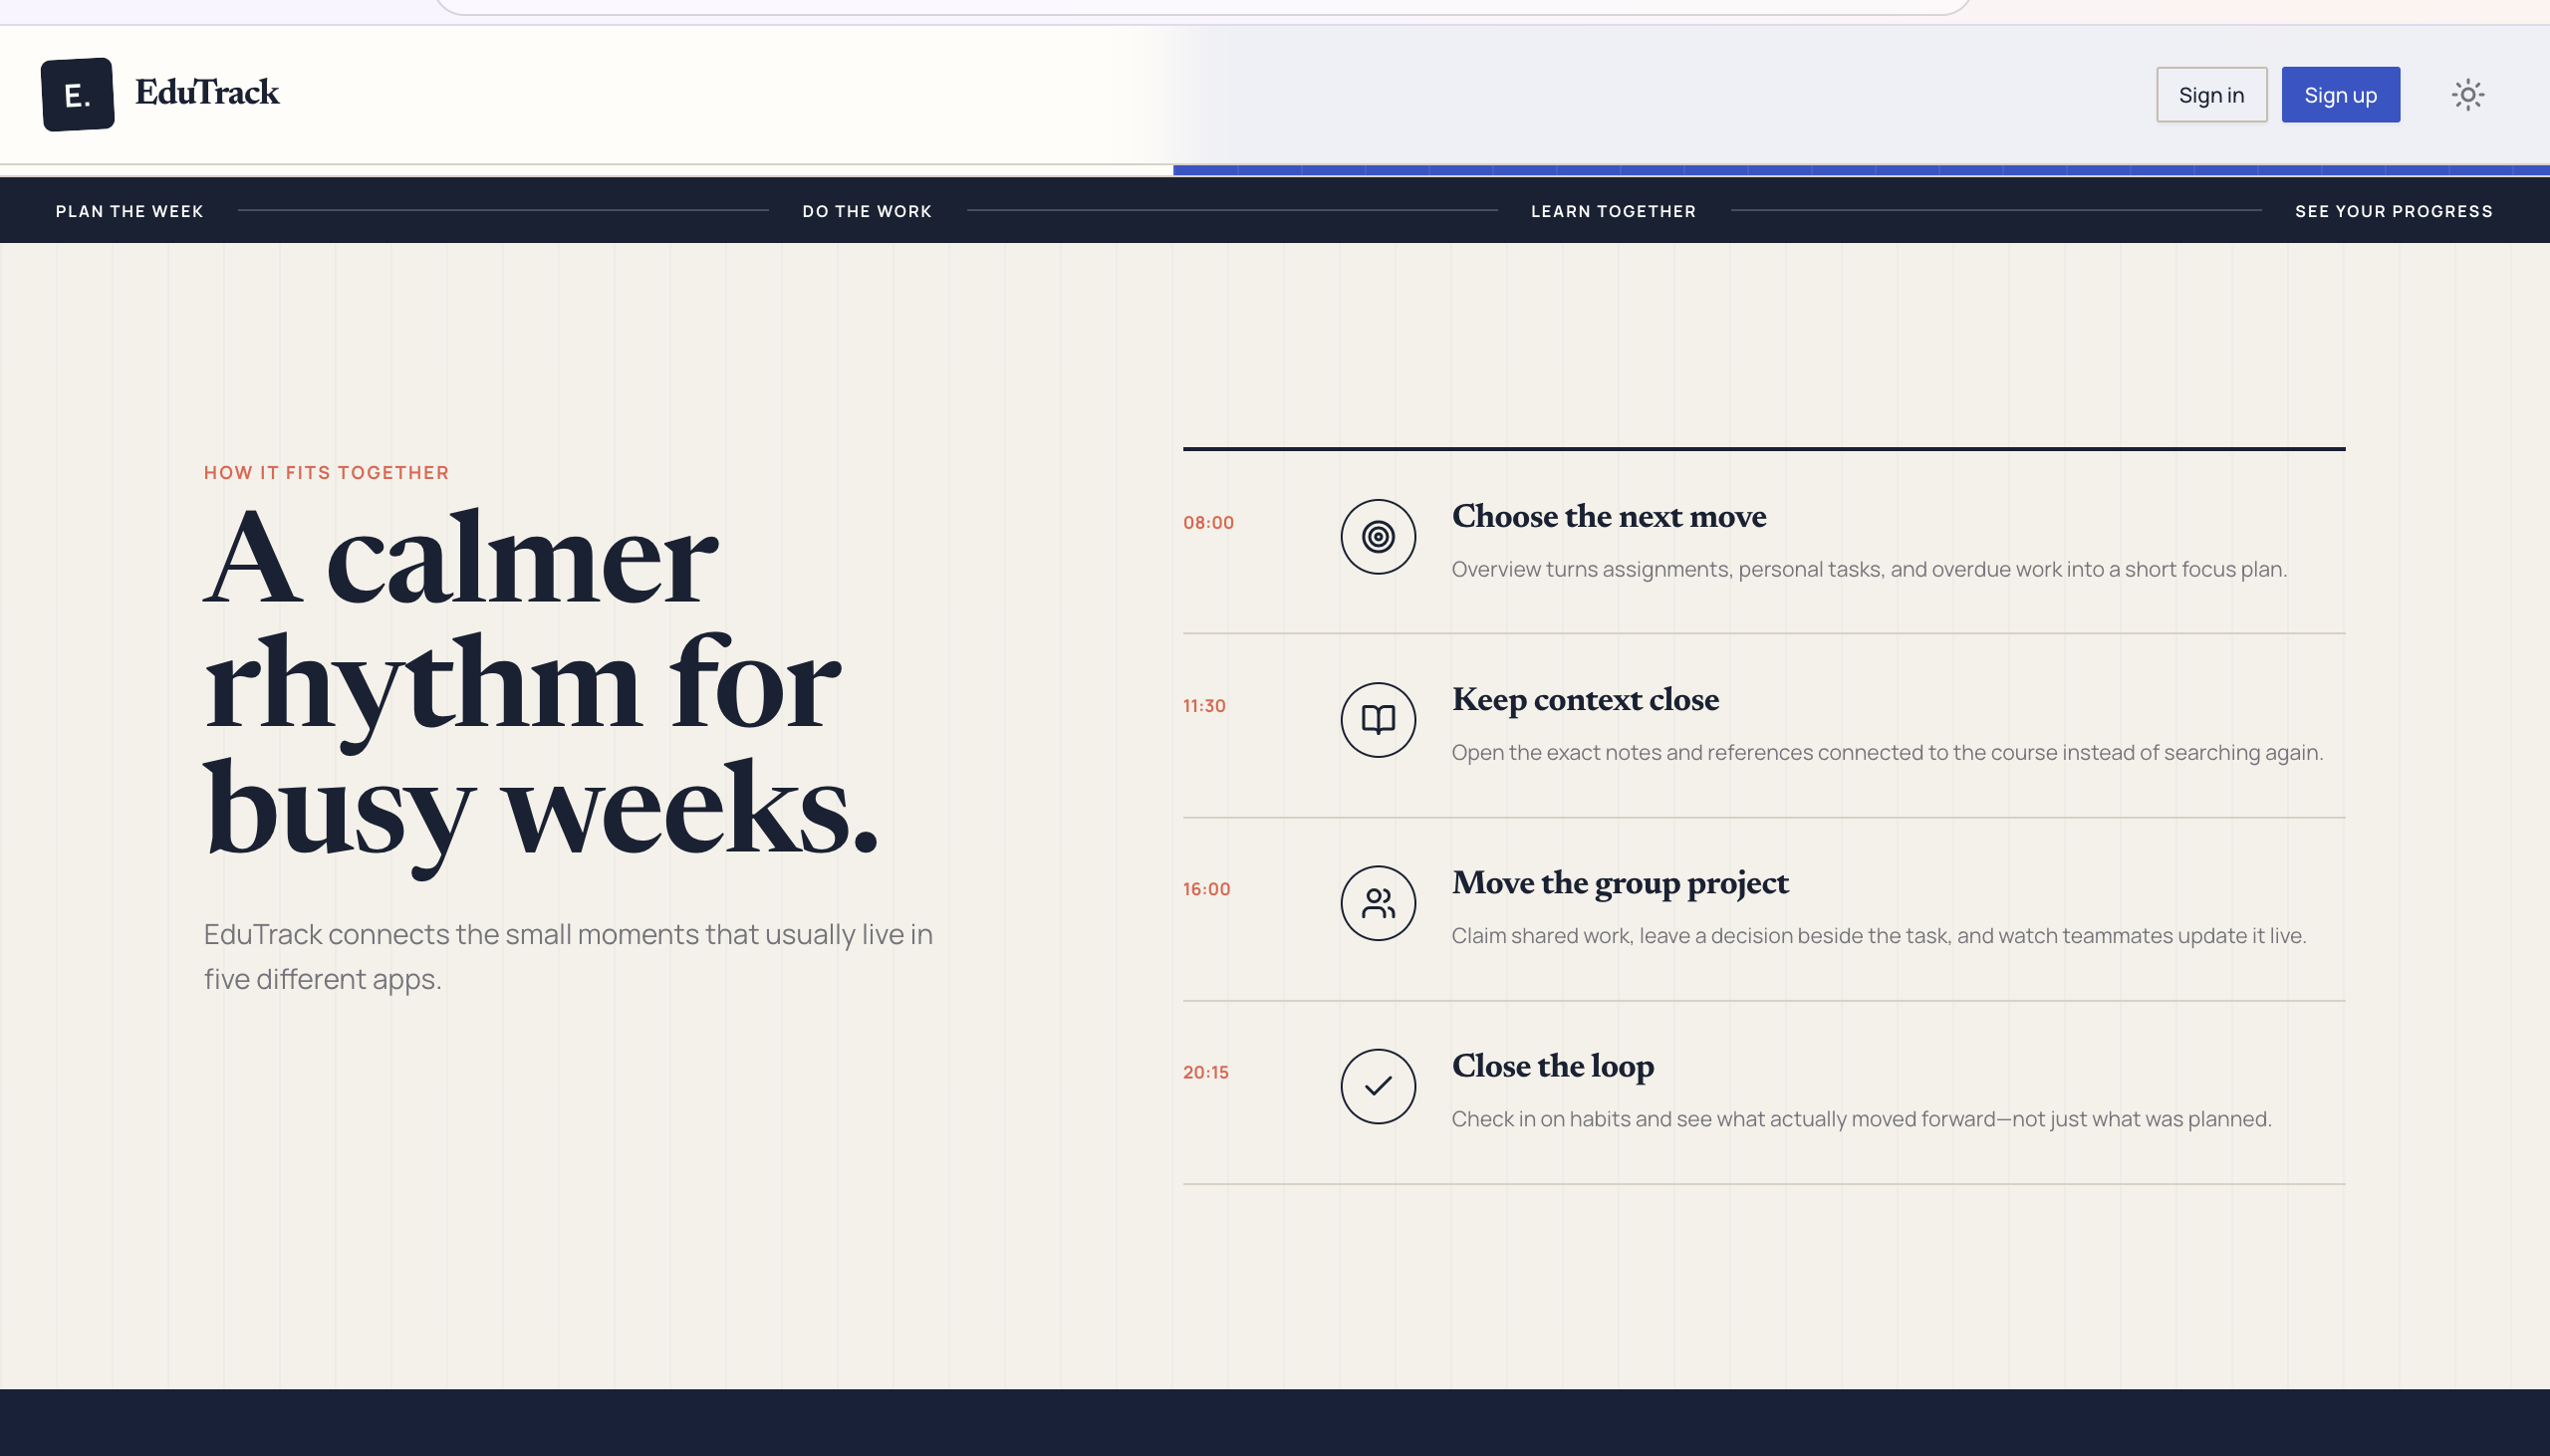 E.
EduTrack
Sign in
Sign up
PLAN THE WEEK
DO THE WORK
LEARN TOGETHER
SEE YOUR PROGRESS
HOW IT FITS TOGETHER
A calmer
rhythm for
busy weeks.
EduTrack connects the small moments that usually live in
five different apps.
08:00
Choose the next move
Overview turns assignments, personal tasks, and overdue work into a short focus plan.
11:30
Keep context close
Open the exact notes and references connected to the course instead of searching again.
16:00
Move the group project
Claim shared work, leave a decision beside the task, and watch teammates update it live.
20:15
Close the loop
Check in on habits and see what actually moved forward—not just what was planned.